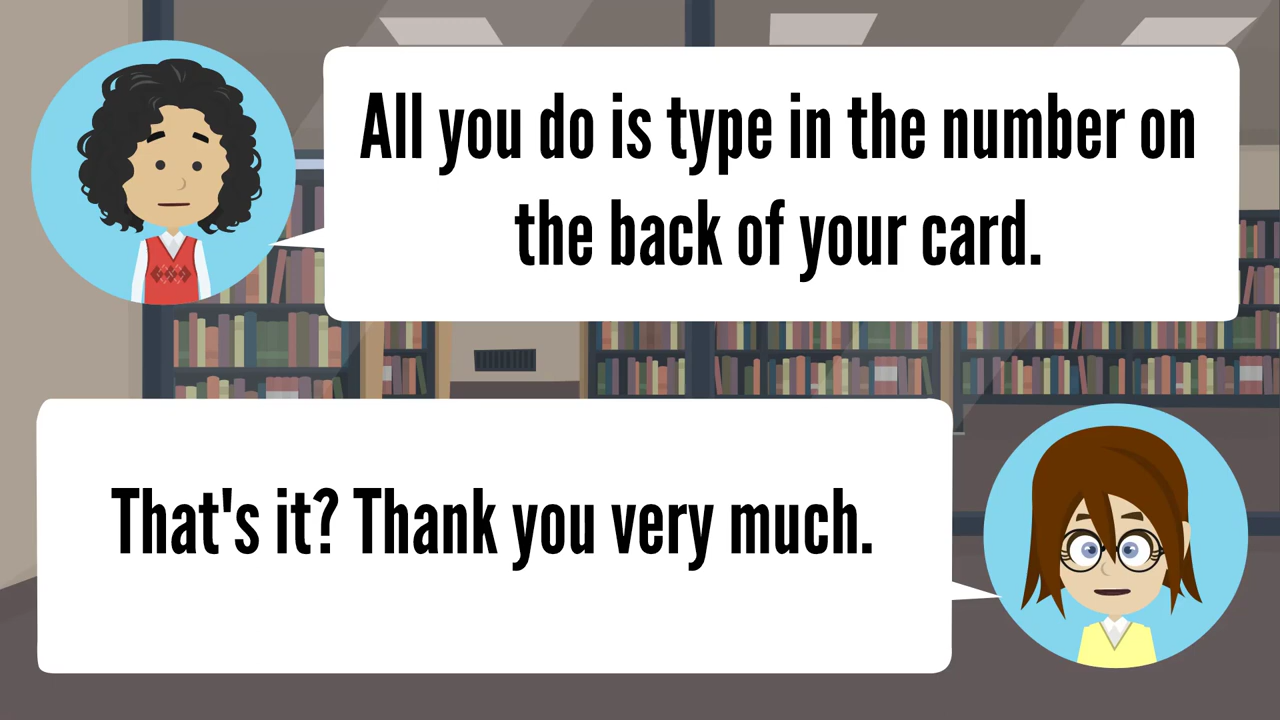 All you do is type in the number on
the back of your card.
That's it? Thank you very much.